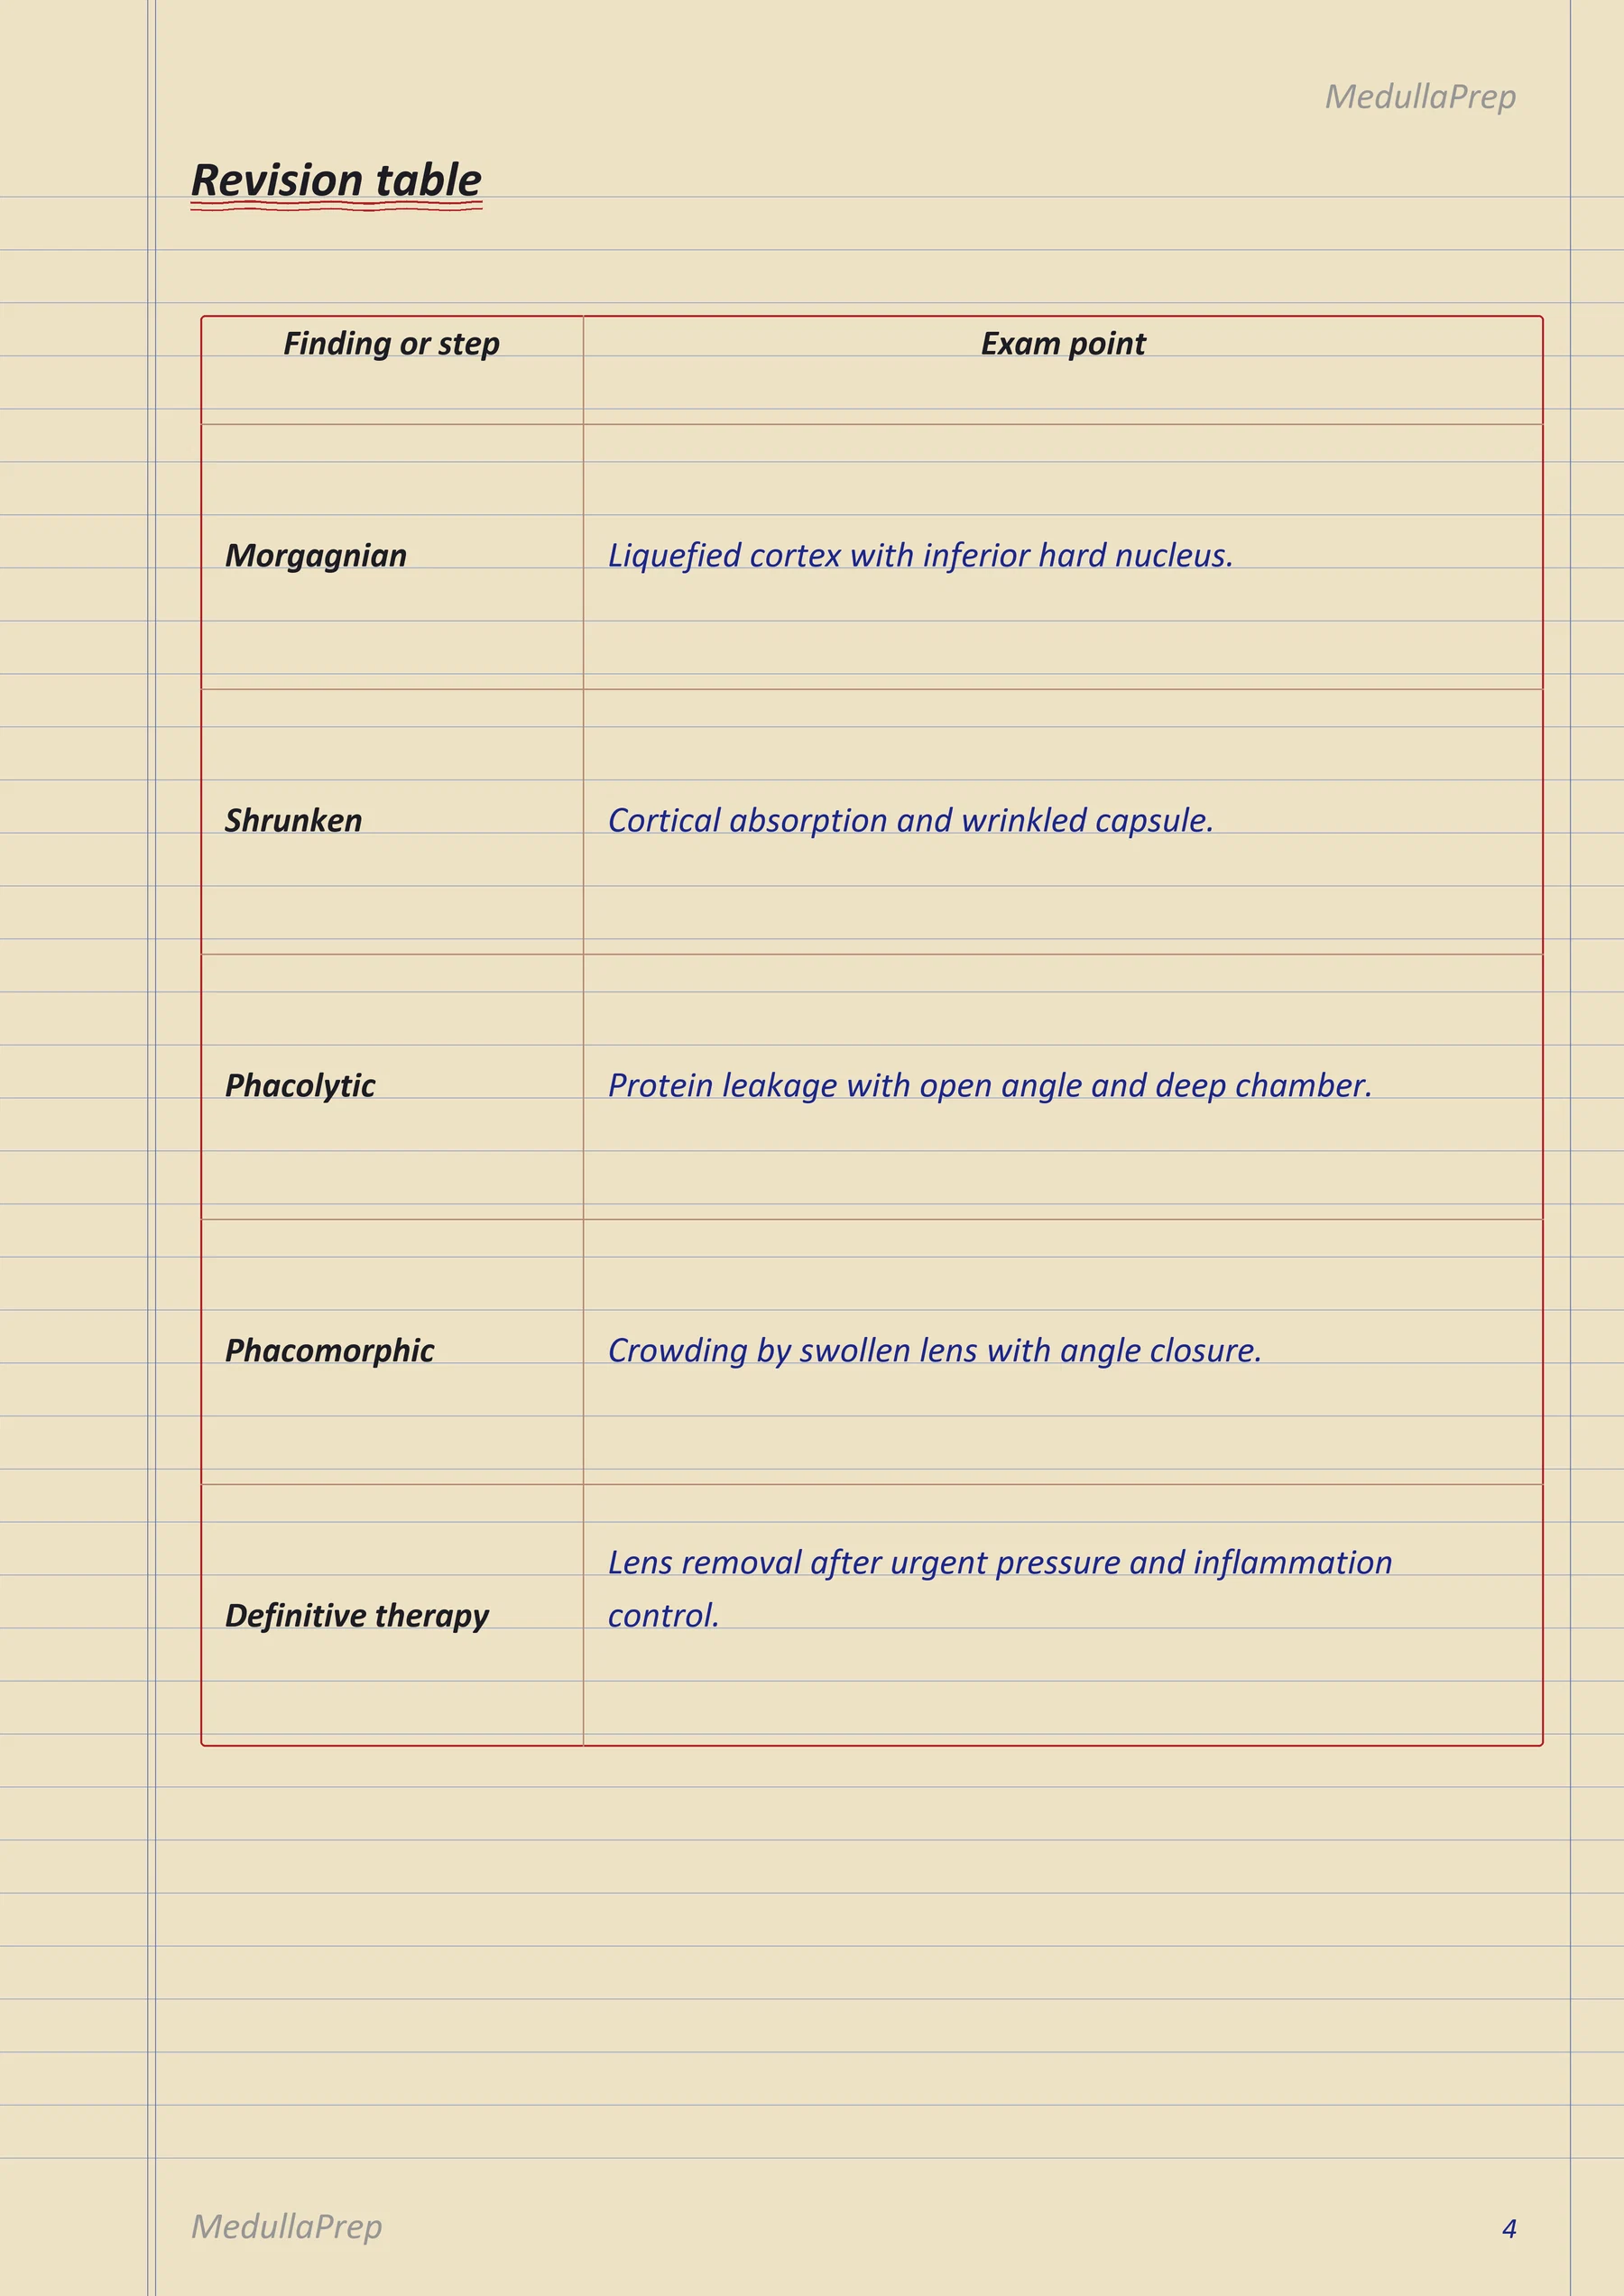 MedullaPrep
Revision table
Finding or step
Exam point
Morgagnian
Liquefied cortex with inferior hard nucleus.
Shrunken
Cortical absorption and wrinkled capsule.
Phacolytic
Protein leakage with open angle and deep chamber.
Phacomorphic
Crowding by swollen lens with angle closure.
Definitive therapy
Lens removal after urgent pressure and inflammation
control.
MedullaPrep
4